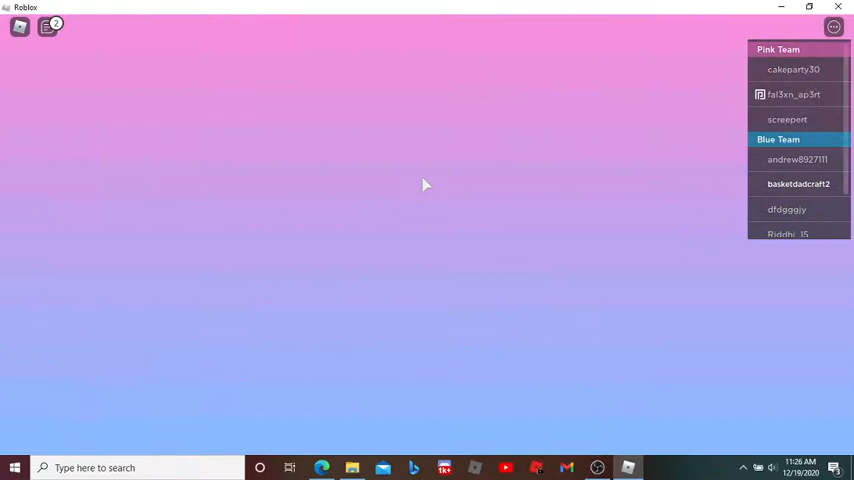 Roblox
2
Pink Team
cakeparty30
fal3xn_ap3rt
screepert
Blue Team
andrew8927111
basketdadcraft2
dfdgggjy
Riddhi_15
Type here to search
1k+
11:26 AM
12/19/2020
3